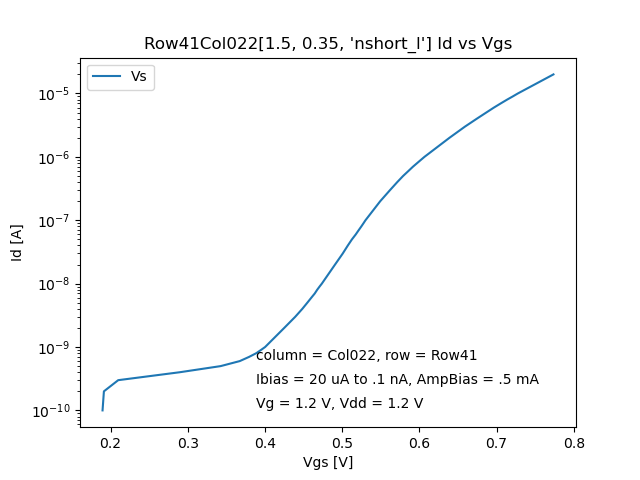 Row41Col022[1.5, 0.35, 'nshort_l'] Id vs Vgs
Vs
10⁻⁵
10⁻⁶
10⁻⁷
10⁻⁸
10⁻⁹
10⁻¹⁰
Id [A]
column = Col022, row = Row41
Ibias = 20 uA to .1 nA, AmpBias = .5 mA
Vg = 1.2 V, Vdd = 1.2 V
0.2 0.3 0.4 0.5 0.6 0.7 0.8
Vgs [V]